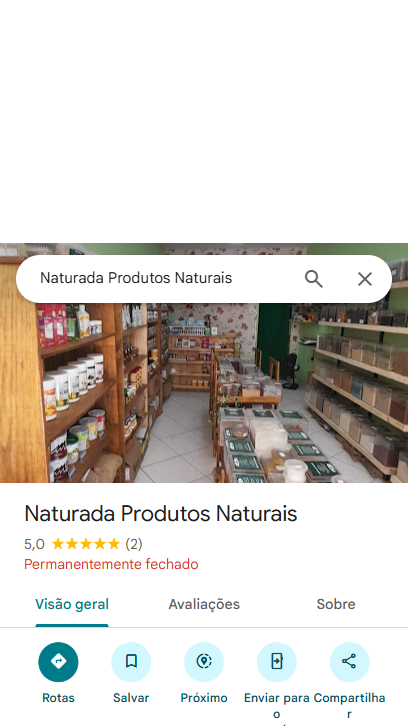 Naturada Produtos Naturais
Naturada Produtos Naturais
5,0 (2)
Permanentemente fechado
Visão geral Avaliações Sobre
Rotas Salvar Próximo Enviar para Compartilha
o r